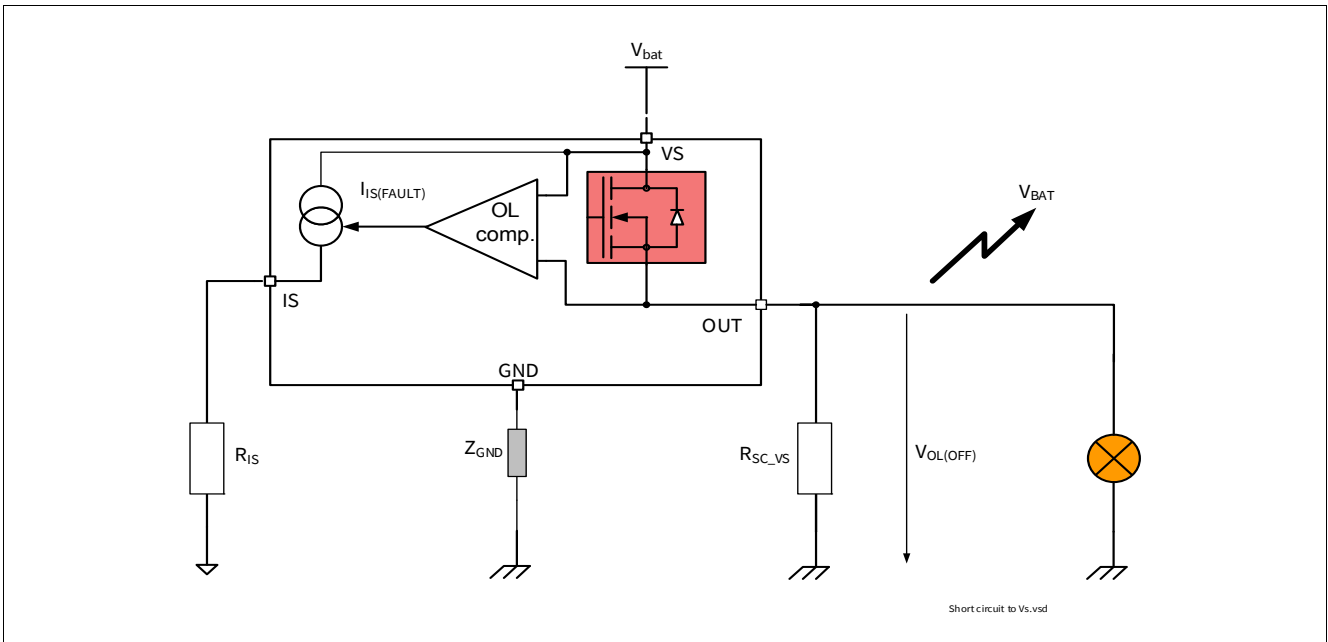 Vbat
VS
IIS(FAULT)
OL
comp.
VBAT
IS
OUT
GND
RIS
ZGND
RSC_VS
VOL(OFF)
Short circuit to Vs.vsd